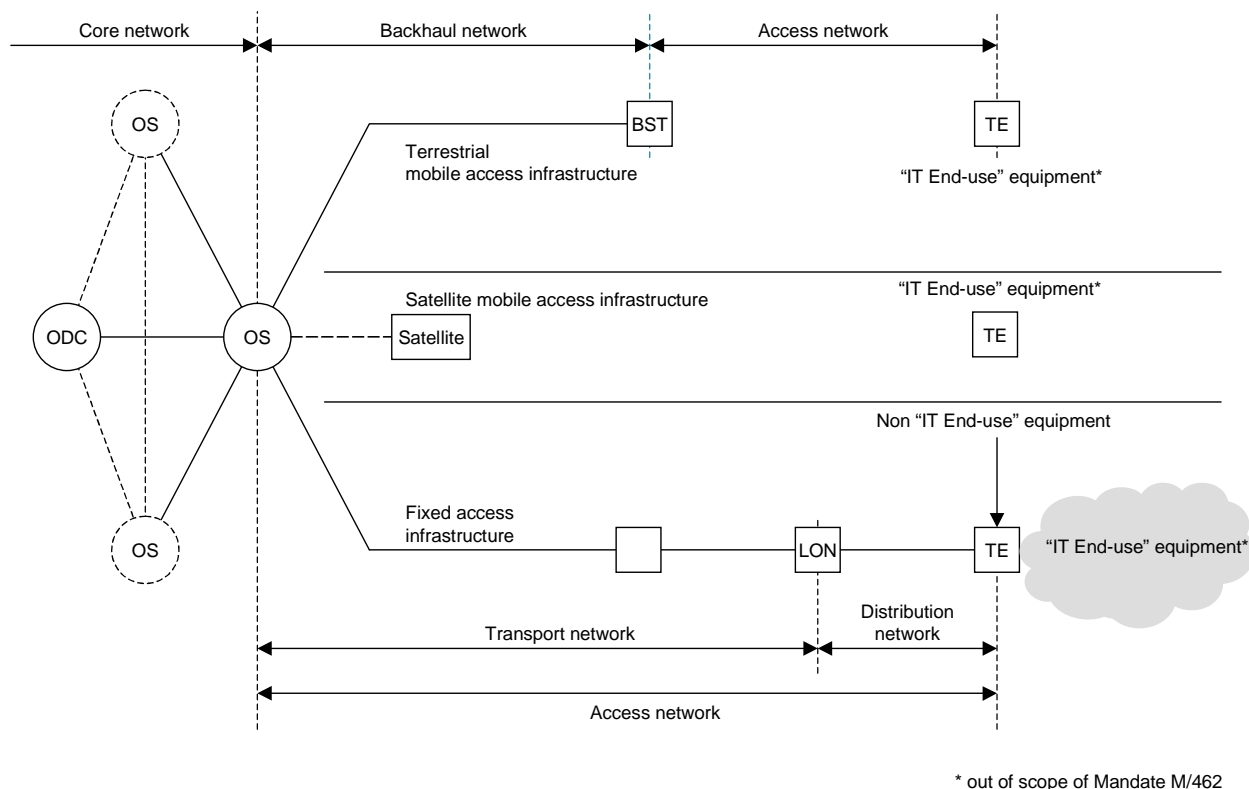 Core network
Backhaul network
Access network
OS
BST
TE
Terrestrial
mobile access infrastructure
“IT End-use” equipment*
“IT End-use” equipment*
Satellite mobile access infrastructure
ODC
OS
Satellite
TE
Non “IT End-use” equipment
Fixed access
infrastructure
OS
LON
TE
“IT End-use” equipment*
Distribution
network
Transport network
Access network
* out of scope of Mandate M/462